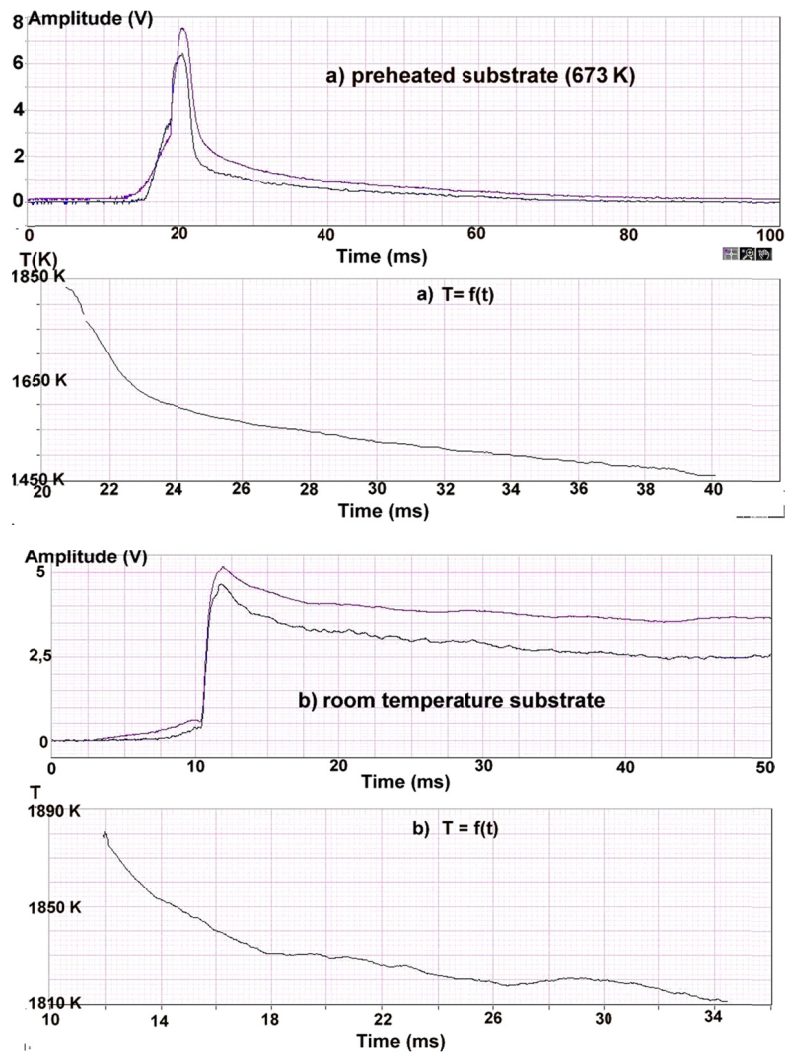 Amplitude (V)
8
a) preheated substrate (673 K)
6
4
2
0
0 20 40 60 80 100
Time (ms)
T(K)
1850 K
a) T= f(t)
1650 K
1450 K
20 22 24 26 28 30 32 34 36 38 40
Time (ms)
Amplitude (V)
5
2,5
b) room temperature substrate
0
0 10 20 30 40 50
Time (ms)
T
1890 K
b) T = f(t)
1850 K
1810 K
10 14 18 22 26 30 34
Time (ms)